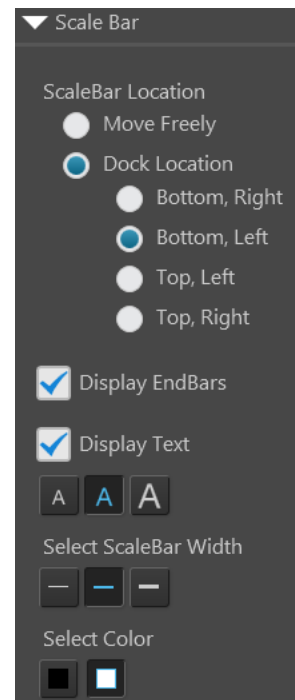 Scale Bar
ScaleBar Location
Move Freely
Dock Location
Bottom, Right
Bottom, Left
Top, Left
Top, Right
Display EndBars
Display Text
A A A
Select ScaleBar Width
Select Color